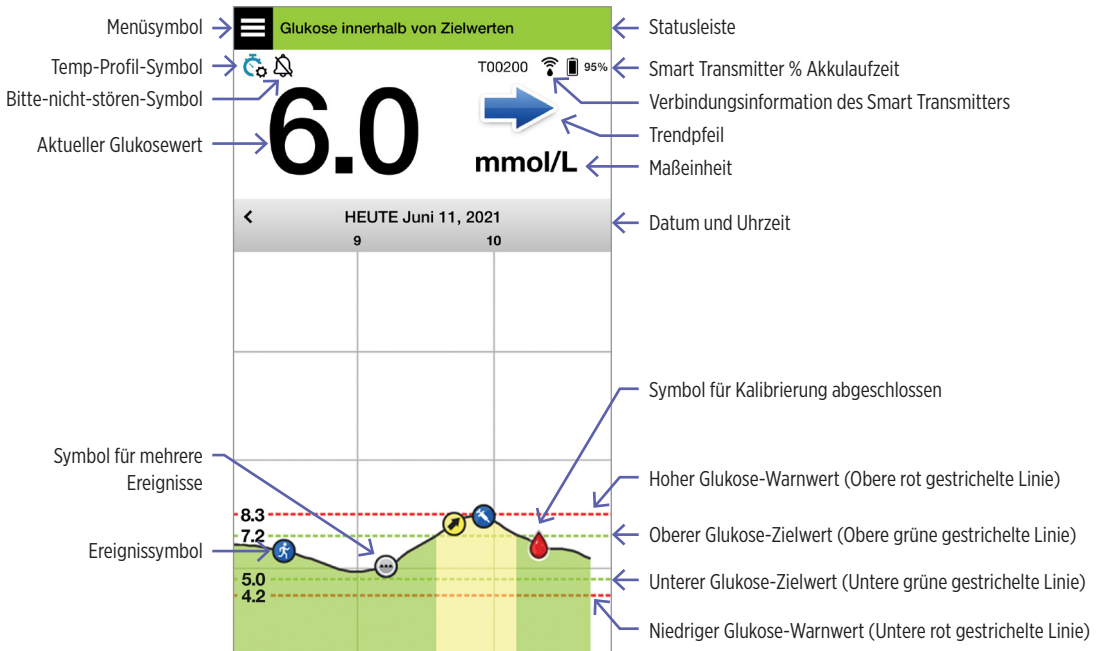 Menüsymbol
Glukose innerhalb von Zielwerten
Statusleiste
Temp-Profil-Symbol
T00200
95%
Smart Transmitter % Akkulaufzeit
Bitte-nicht-stören-Symbol
Verbindungsinformation des Smart Transmitters
6.0
Trendpfeil
Aktueller Glukosewert
mmol/L
Maßeinheit
HEUTE Juni 11, 2021
Datum und Uhrzeit
9
10
Symbol für Kalibrierung abgeschlossen
Symbol für mehrere
Ereignisse
Hoher Glukose-Warnwert (Obere rot gestrichelte Linie)
8.3
7.2
Oberer Glukose-Zielwert (Obere grüne gestrichelte Linie)
Ereignissymbol
5.0
Unterer Glukose-Zielwert (Untere grüne gestrichelte Linie)
4.2
Niedriger Glukose-Warnwert (Untere rot gestrichelte Linie)